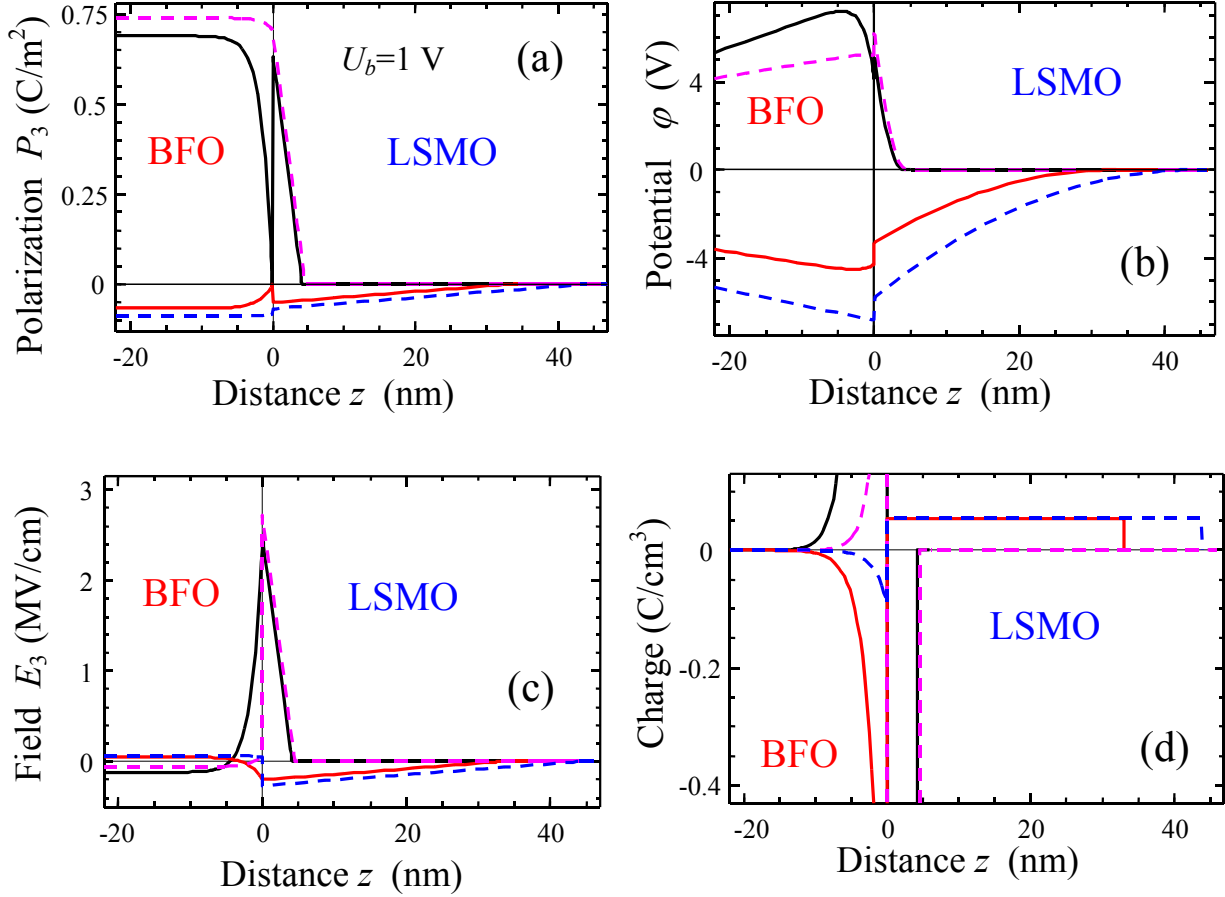 Polarization P₃ (C/m²)
0.75
0.5
0.25
0
U_b=1 V
(a)
BFO
LSMO
-20
0
20
40
Distance z (nm)
Potential φ (V)
4
0
-4
BFO
LSMO
(b)
-20
0
20
40
Distance z (nm)
Field E₃ (MV/cm)
3
2
1
0
BFO
LSMO
(c)
-20
0
20
40
Distance z (nm)
Charge (C/cm³)
0
-0.2
-0.4
BFO
LSMO
(d)
-20
0
20
40
Distance z (nm)